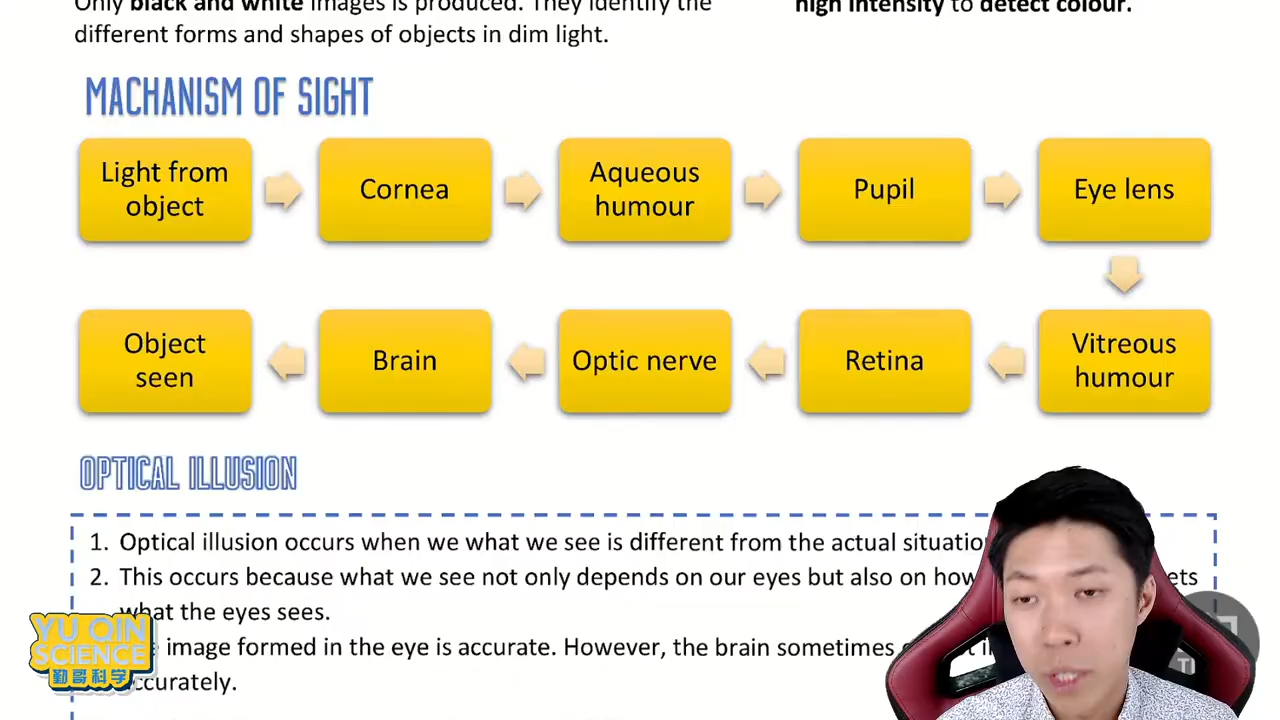 Only black and white images is produced. They identify the
different forms and shapes of objects in dim light.
high intensity to detect colour.
MACHANISM OF SIGHT
Light from
object
Cornea
Aqueous
humour
Pupil
Eye lens
Object
seen
Brain
Optic nerve
Retina
Vitreous
humour
OPTICAL ILLUSION
1. Optical illusion occurs when we what we see is different from the actual
2. This occurs because what we see not only depends on our eyes but also on how
what the eyes sees.
image formed in the eye is accurate. However, the brain sometimes
YU QIN
SCIENCE
勤哥科学